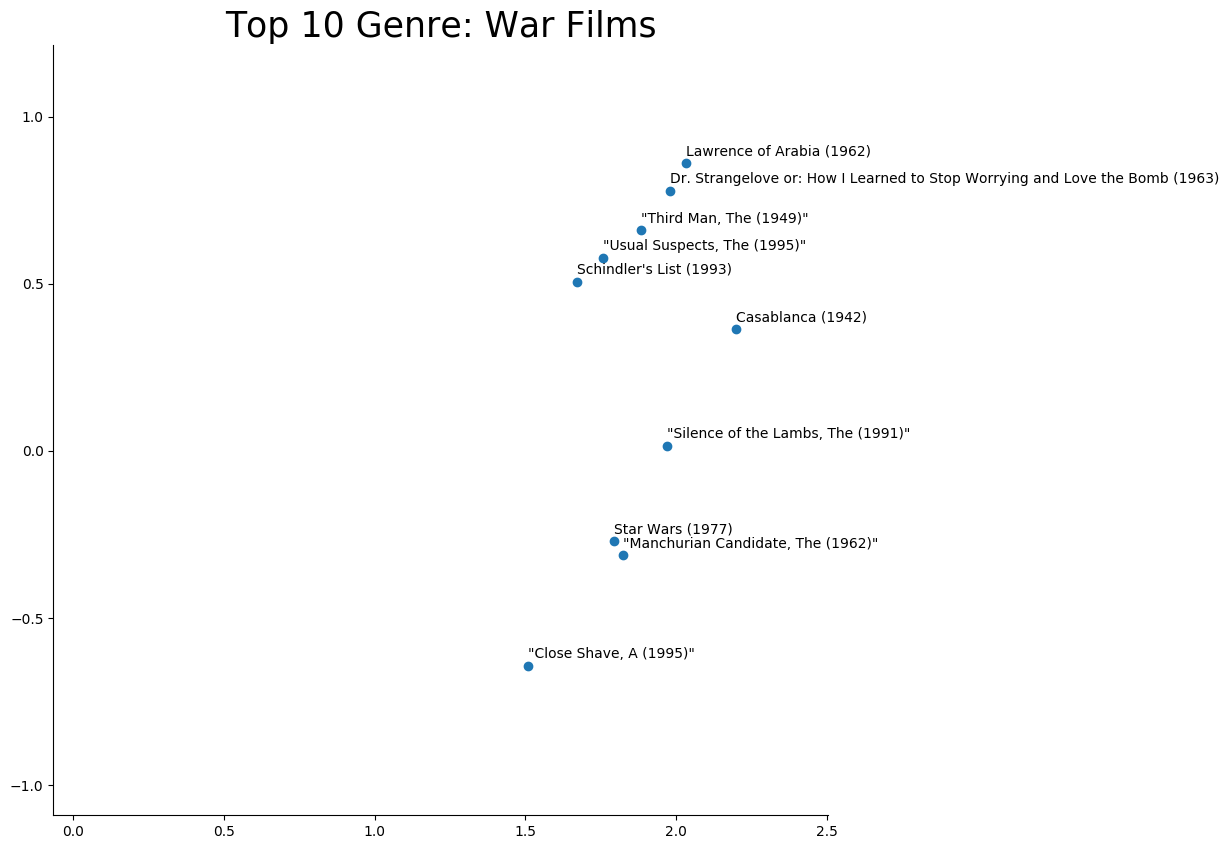 Top 10 Genre: War Films
1.0
Lawrence of Arabia (1962)
Dr. Strangelove or: How I Learned to Stop Worrying and Love the Bomb (1963)
"Third Man, The (1949)"
"Usual Suspects, The (1995)"
Schindler's List (1993)
0.5
Casablanca (1942)
"Silence of the Lambs, The (1991)"
0.0
Star Wars (1977)
"Manchurian Candidate, The (1962)"
−0.5
"Close Shave, A (1995)"
−1.0
0.0 0.5 1.0 1.5 2.0 2.5